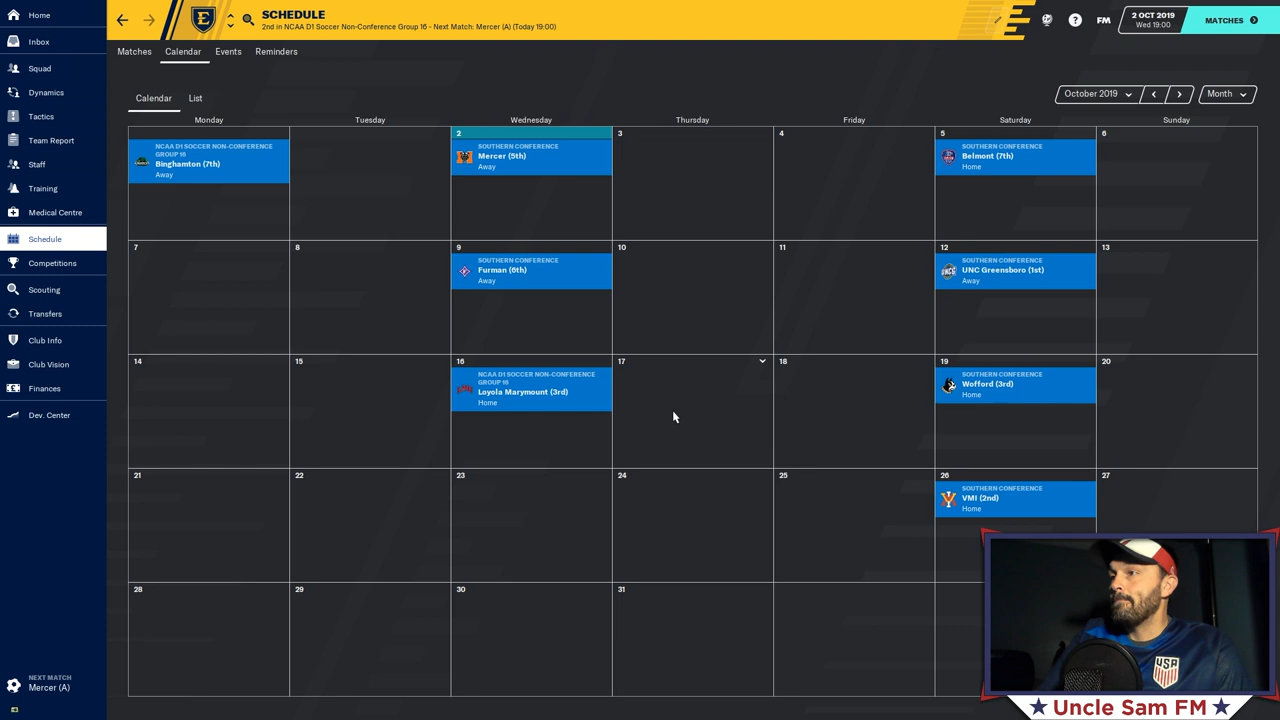 Home
Inbox
Squad
Dynamics
Tactics
Team Report
Staff
Training
Medical Centre
Schedule
Competitions
Scouting
Transfers
Club Info
Club Vision
Finances
Dev. Center
NEXT MATCH
Mercer (A)
E
SCHEDULE
2nd in NCAA D1 Soccer Non-Conference Group 16 - Next Match: Mercer (A) (Today 19:00)
?
FM
2 OCT 2019
Wed 19:00
MATCHES
Matches
Calendar
Events
Reminders
Calendar
List
October 2019
Month
Monday
Tuesday
Wednesday
Thursday
Friday
Saturday
Sunday
NCAA D1 SOCCER NON-CONFERENCE
GROUP 16
Binghamton (7th)
Away
2
SOUTHERN CONFERENCE
Mercer (5th)
Away
3
4
5
SOUTHERN CONFERENCE
Belmont (7th)
Home
6
7
8
9
SOUTHERN CONFERENCE
Furman (6th)
Away
10
11
12
SOUTHERN CONFERENCE
UNC Greensboro (1st)
Away
13
14
15
16
NCAA D1 SOCCER NON-CONFERENCE
GROUP 16
Loyola Marymount (3rd)
Home
17
18
19
SOUTHERN CONFERENCE
Wofford (3rd)
Home
20
21
22
23
24
25
26
SOUTHERN CONFERENCE
VMI (2nd)
Home
27
28
29
30
31
USA
Uncle Sam FM